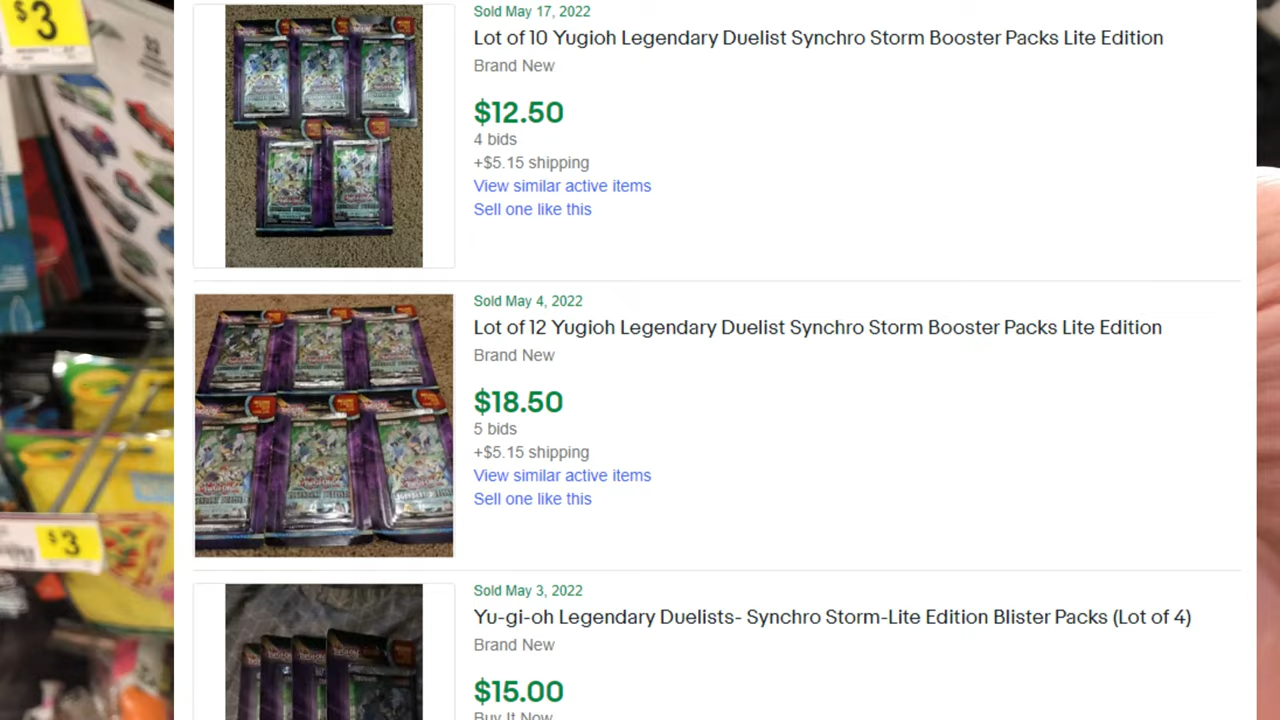 $3
Sold May 17, 2022
Lot of 10 Yugioh Legendary Duelist Synchro Storm Booster Packs Lite Edition
Brand New
$12.50
4 bids
+$5.15 shipping
View similar active items
Sell one like this
Sold May 4, 2022
Lot of 12 Yugioh Legendary Duelist Synchro Storm Booster Packs Lite Edition
Brand New
$18.50
5 bids
+$5.15 shipping
View similar active items
Sell one like this
$3
Sold May 3, 2022
Yu-gi-oh Legendary Duelists- Synchro Storm-Lite Edition Blister Packs (Lot of 4)
Brand New
$15.00
Buy It Now